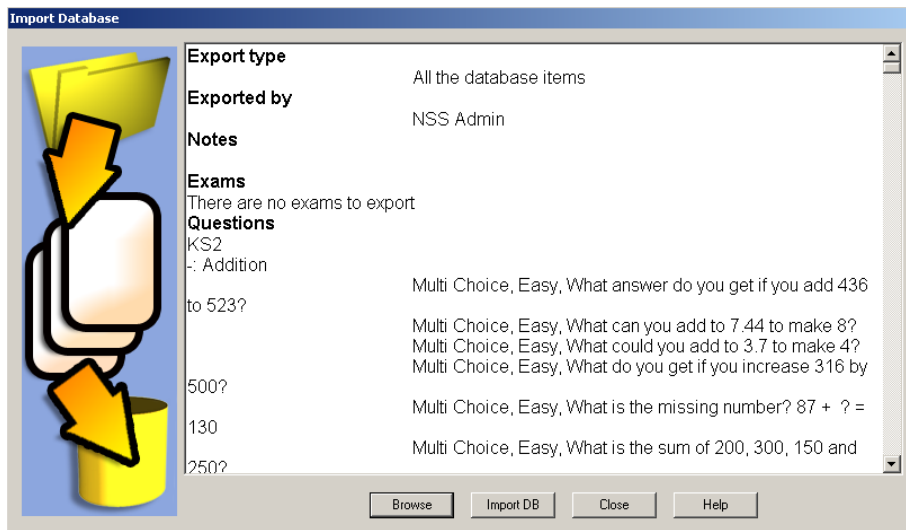 Import Database
Export type
All the database items
Exported by
NSS Admin
Notes
Exams
There are no exams to export
Questions
KS2
-: Addition
Multi Choice, Easy, What answer do you get if you add 436
to 523?
Multi Choice, Easy, What can you add to 7.44 to make 8?
Multi Choice, Easy, What could you add to 3.7 to make 4?
Multi Choice, Easy, What do you get if you increase 316 by
500?
Multi Choice, Easy, What is the missing number? 87 +  ? =
130
Multi Choice, Easy, What is the sum of 200, 300, 150 and
250?
Browse Import DB Close Help